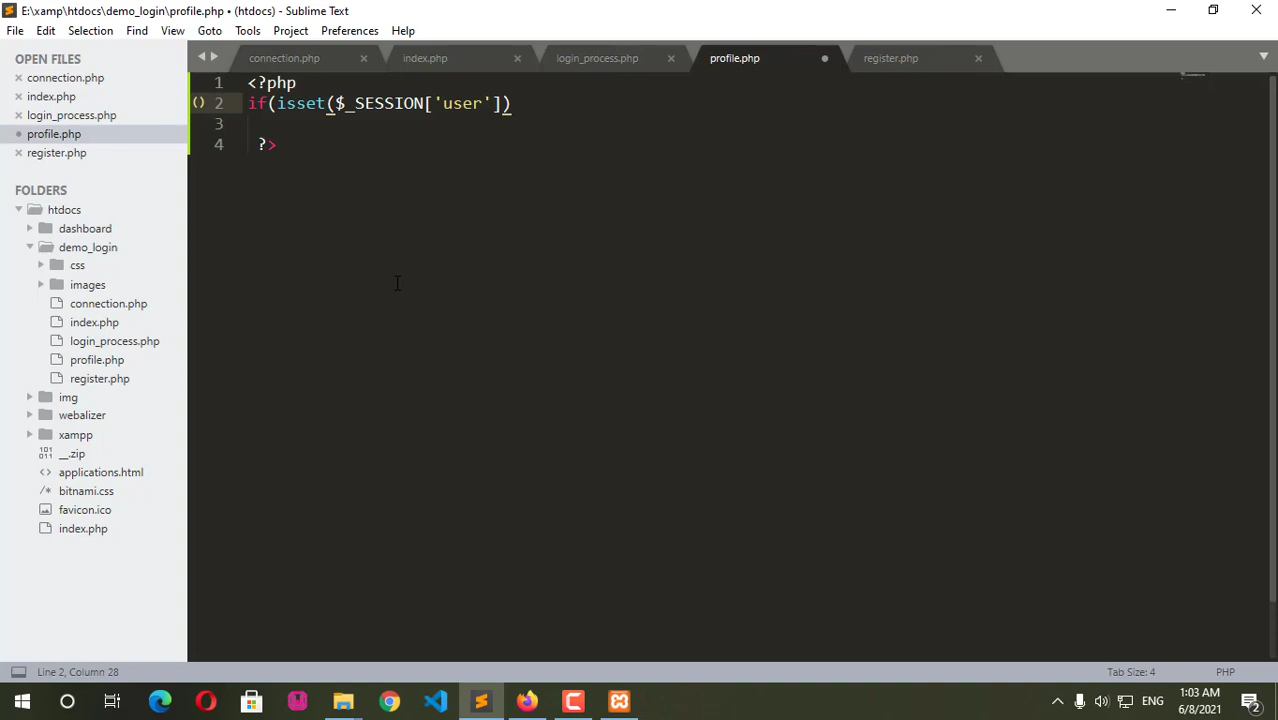 E:\xamp\htdocs\demo_login\profile.php • (htdocs) - Sublime Text
File Edit Selection Find View Goto Tools Project Preferences Help
OPEN FILES
connection.php
index.php
login_process.php
profile.php
register.php
FOLDERS
htdocs
dashboard
demo_login
css
images
connection.php
index.php
login_process.php
profile.php
register.php
img
webalizer
xampp
__.zip
applications.html
bitnami.css
favicon.ico
index.php
connection.php index.php login_process.php profile.php register.php
1 <?php
2 if(isset($_SESSION['user'])
3
4 ?>
Line 2, Column 28
Tab Size: 4
PHP
ENG
1:03 AM
6/8/2021
2